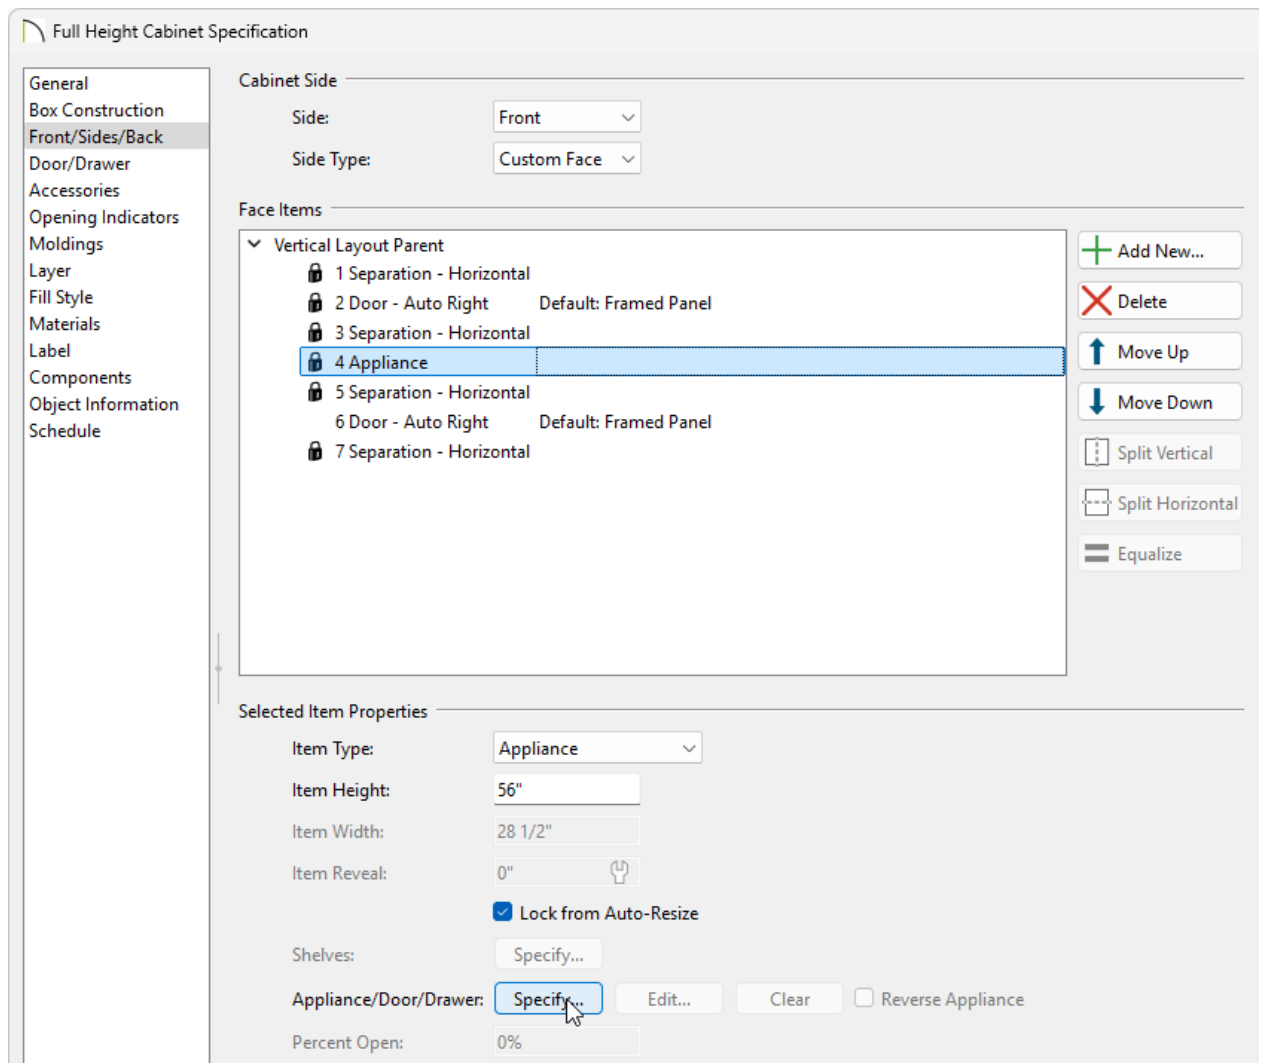 Full Height Cabinet Specification
General
Box Construction
Front/Sides/Back
Door/Drawer
Accessories
Opening Indicators
Moldings
Layer
Fill Style
Materials
Label
Components
Object Information
Schedule
Cabinet Side
Side: Front
Side Type: Custom Face
Face Items
Vertical Layout Parent
1 Separation - Horizontal
2 Door - Auto Right Default: Framed Panel
3 Separation - Horizontal
4 Appliance
5 Separation - Horizontal
6 Door - Auto Right Default: Framed Panel
7 Separation - Horizontal
Add New...
Delete
Move Up
Move Down
Split Vertical
Split Horizontal
Equalize
Selected Item Properties
Item Type: Appliance
Item Height: 56"
Item Width: 28 1/2"
Item Reveal: 0"
Lock from Auto-Resize
Shelves: Specify...
Appliance/Door/Drawer: Specify... Edit... Clear Reverse Appliance
Percent Open: 0%